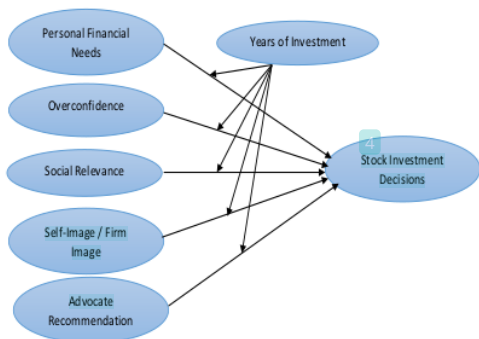 Personal Financial
Needs
Years of Investment
Overconfidence
4
Stock Investment
Decisions
Social Relevance
Self-Image / Firm
Image
Advocate
Recommendation